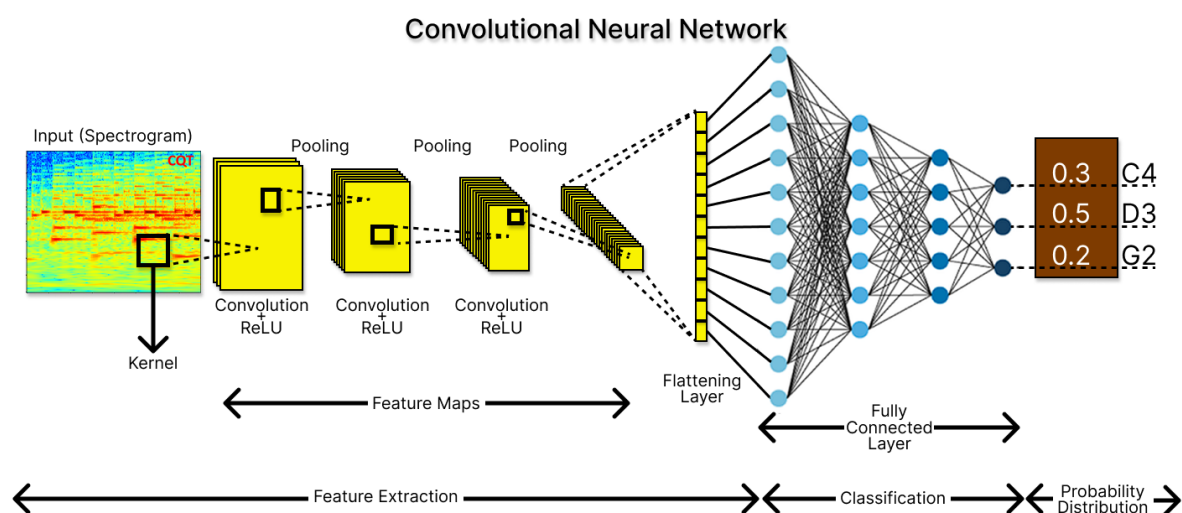 Convolutional Neural Network
Input (Spectrogram)
CQT
Pooling
Pooling
Pooling
Convolution
+
ReLU
Convolution
+
ReLU
Convolution
+
ReLU
Kernel
Feature Maps
Flattening
Layer
Fully
Connected
Layer
0.3
C4
0.5
D3
0.2
G2
Feature Extraction
Classification
Probability
Distribution